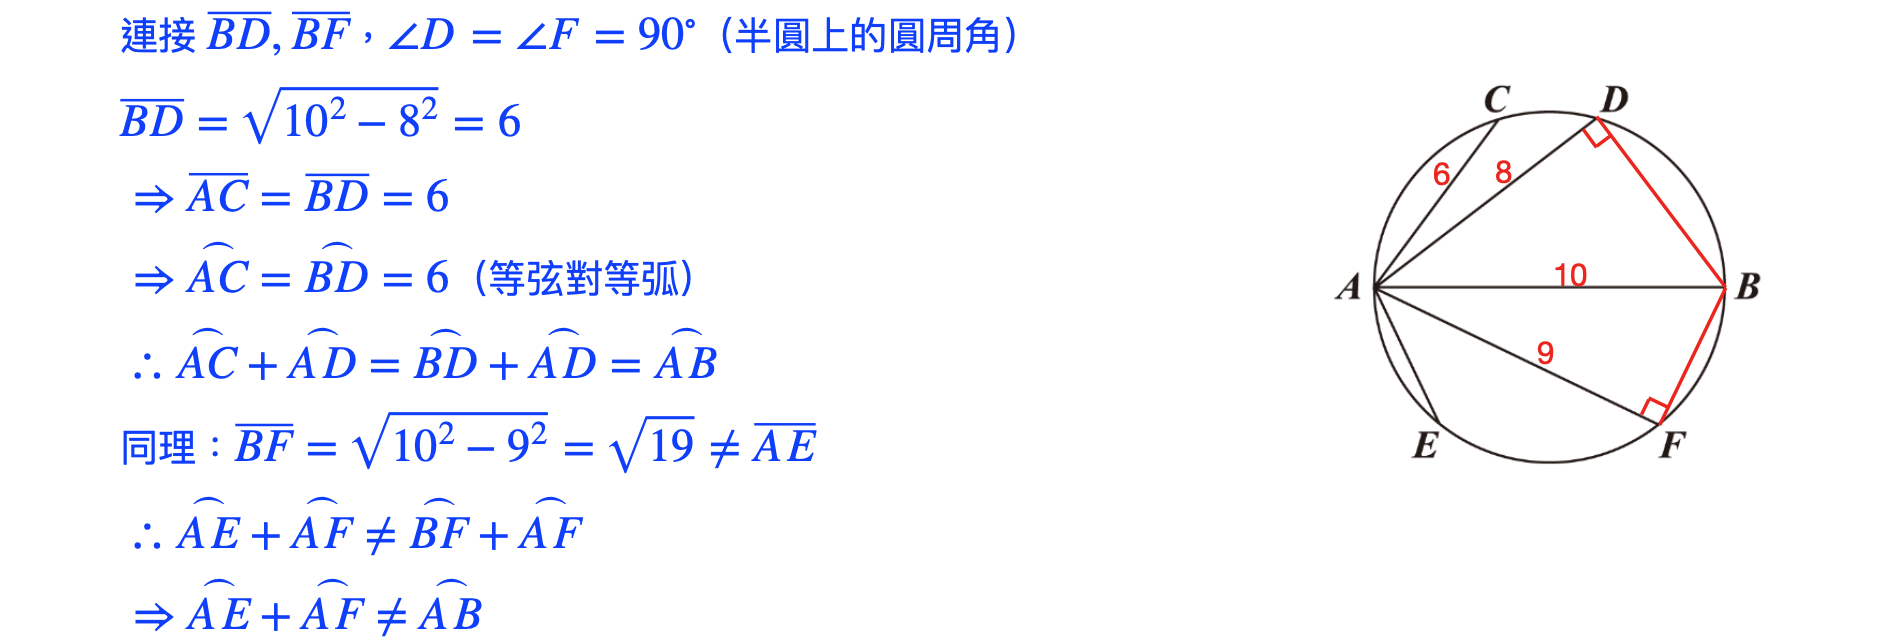 連接 $\overline{BD}, \overline{BF}$，∠D = ∠F = 90°（半圓上的圓周角）
$\overline{BD} = \sqrt{10^2 - 8^2} = 6$
$\Rightarrow \overline{AC} = \overline{BD} = 6$
$\Rightarrow \overset{\frown}{AC} = \overset{\frown}{BD} = 6$（等弦對等弧）
$\therefore \overset{\frown}{AC} + \overset{\frown}{AD} = \overset{\frown}{BD} + \overset{\frown}{AD} = \overset{\frown}{AB}$
同理：$\overline{BF} = \sqrt{10^2 - 9^2} = \sqrt{19} \neq \overline{AE}$
$\therefore \overset{\frown}{AE} + \overset{\frown}{AF} \neq \overset{\frown}{BF} + \overset{\frown}{AF}$
$\Rightarrow \overset{\frown}{AE} + \overset{\frown}{AF} \neq \overset{\frown}{AB}$
C D
6 8
10
A B
9
E F